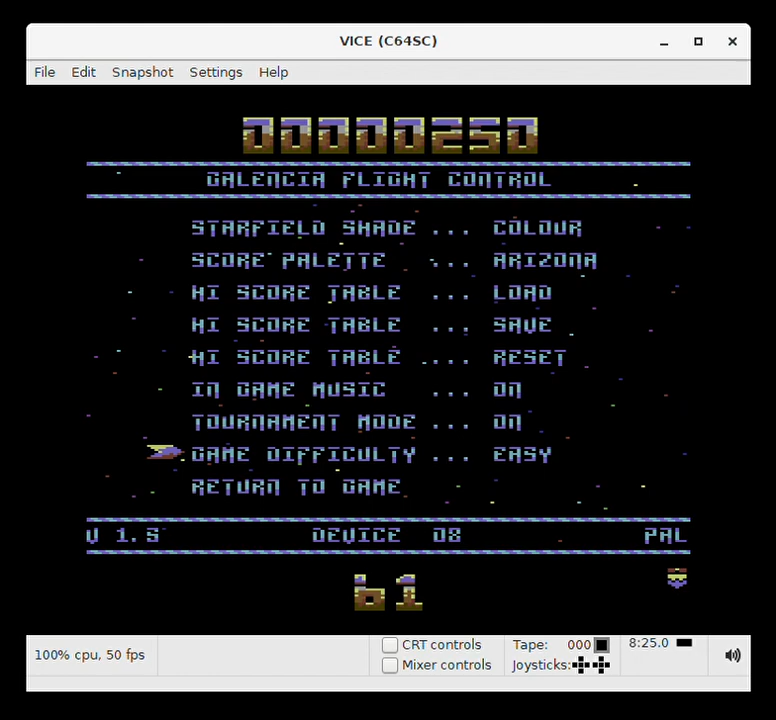 VICE (C64SC)
File Edit Snapshot Settings Help
00000250
GALENCIA FLIGHT CONTROL
STARFIELD SHADE ... COLOUR
SCORE PALETTE ... ARIZONA
HI SCORE TABLE ... LOAD
HI SCORE TABLE ... SAVE
HI SCORE TABLE ... RESET
IN GAME MUSIC ... ON
TOURNAMENT MODE ... ON
GAME DIFFICULTY ... EASY
RETURN TO GAME
V 1.5 DEVICE 08 PAL
61
100% cpu, 50 fps
CRT controls Tape: 000 8:25.0
Mixer controls Joysticks: